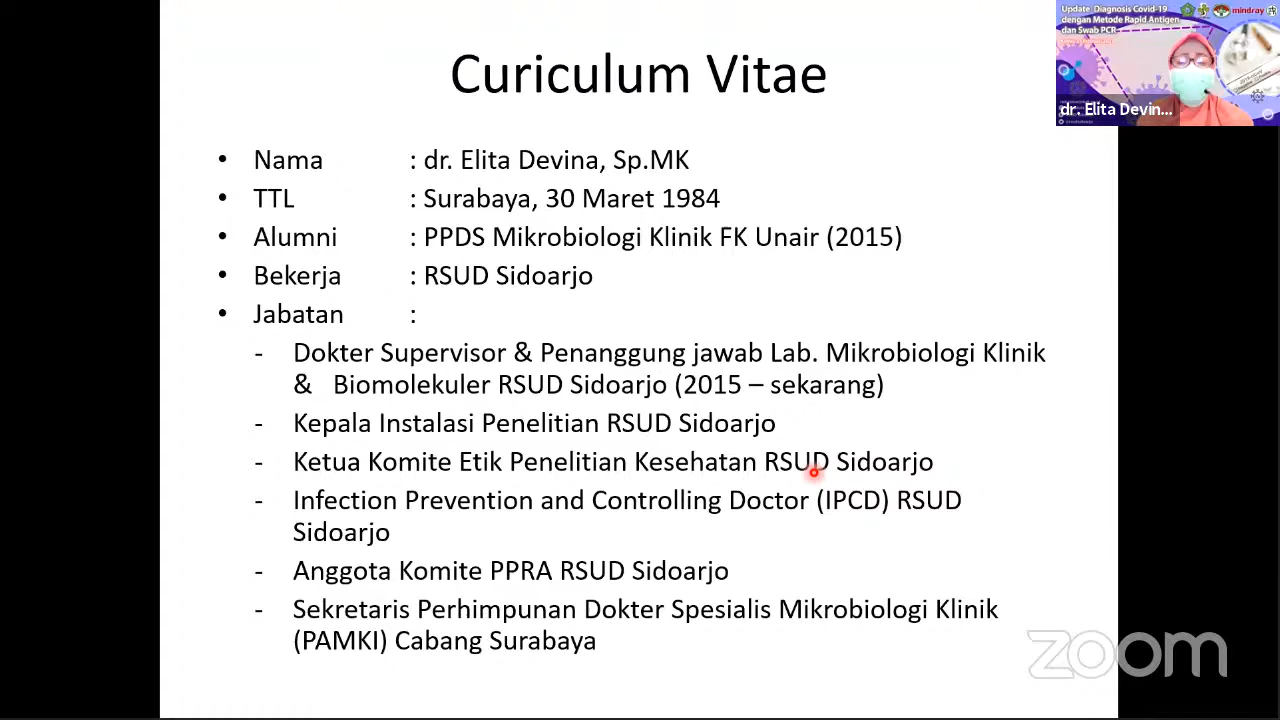 Curiculum Vitae
• Nama : dr. Elita Devina, Sp.MK
• TTL : Surabaya, 30 Maret 1984
• Alumni : PPDS Mikrobiologi Klinik FK Unair (2015)
• Bekerja : RSUD Sidoarjo
• Jabatan :
- Dokter Supervisor & Penanggung jawab Lab. Mikrobiologi Klinik
& Biomolekuler RSUD Sidoarjo (2015 – sekarang)
- Kepala Instalasi Penelitian RSUD Sidoarjo
- Ketua Komite Etik Penelitian Kesehatan RSUD Sidoarjo
- Infection Prevention and Controlling Doctor (IPCD) RSUD
Sidoarjo
- Anggota Komite PPRA RSUD Sidoarjo
- Sekretaris Perhimpunan Dokter Spesialis Mikrobiologi Klinik
(PAMKI) Cabang Surabaya
Update Diagnosis Covid-19
dengan Metode Rapid Antigen
dan Swab PCR
mindray
dr. Elita Devin...
zoom